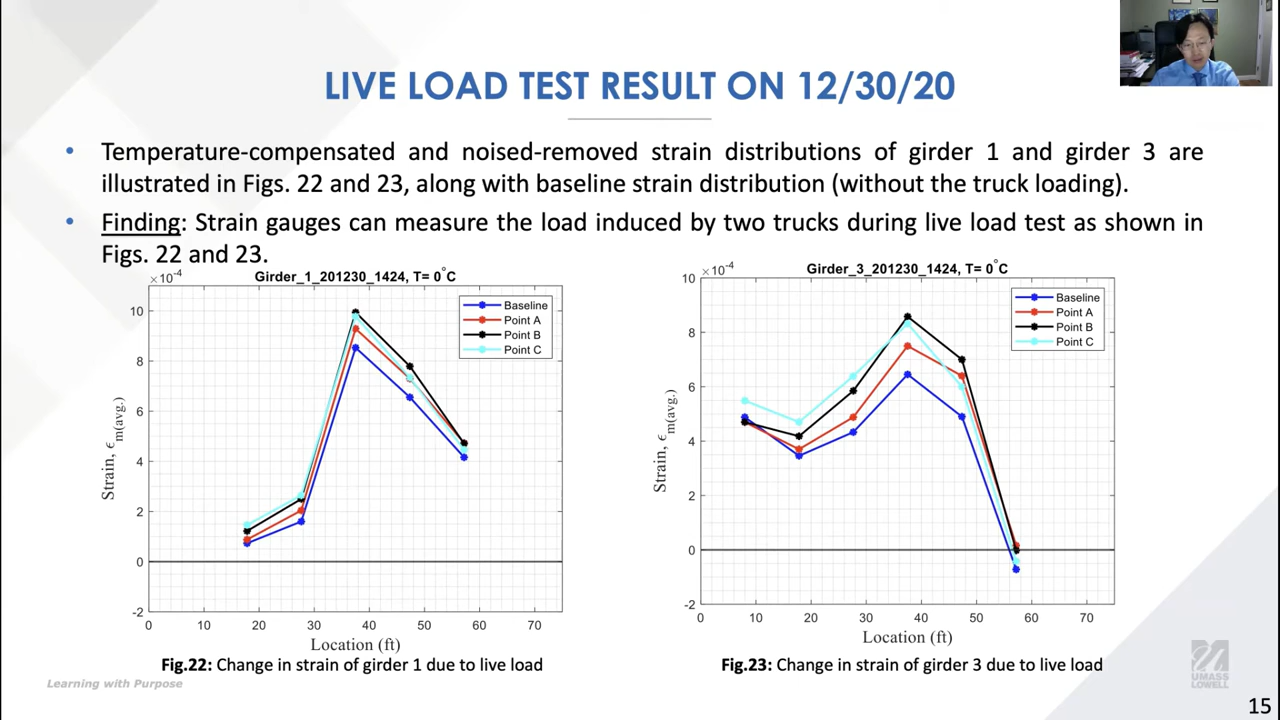 LIVE LOAD TEST RESULT ON 12/30/20
• Temperature-compensated and noised-removed strain distributions of girder 1 and girder 3 are
illustrated in Figs. 22 and 23, along with baseline strain distribution (without the truck loading).
• Finding: Strain gauges can measure the load induced by two trucks during live load test as shown in
Figs. 22 and 23.
×10⁻⁴
Girder_1_201230_1424, T= 0°C
Baseline
Point A
Point B
Point C
10
8
6
4
2
0
-2
Strain, ϵm(avg.)
0 10 20 30 40 50 60 70
Location (ft)
Fig.22: Change in strain of girder 1 due to live load
×10⁻⁴
Girder_3_201230_1424, T= 0°C
Baseline
Point A
Point B
Point C
10
8
6
4
2
0
-2
Strain, ϵm(avg.)
0 10 20 30 40 50 60 70
Location (ft)
Fig.23: Change in strain of girder 3 due to live load
Learning with Purpose
UMASS
LOWELL
15